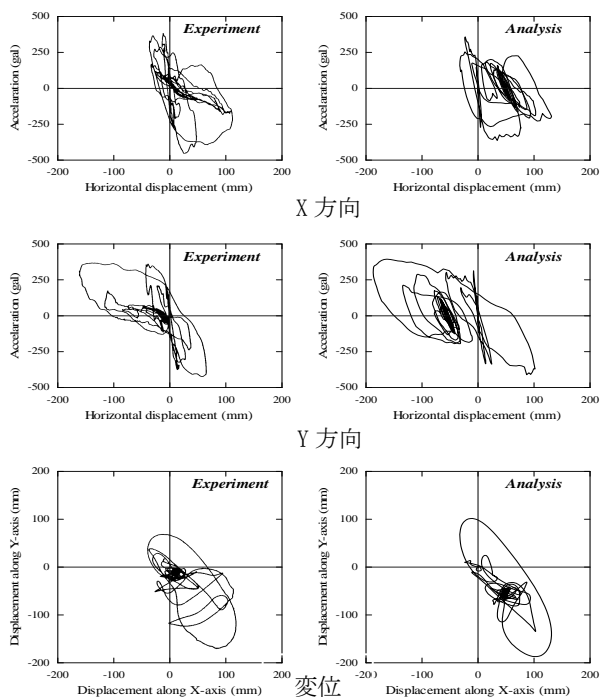 Experiment
Accelaration (gal)
500
250
0
-250
-500
-200 -100 0 100 200
Horizontal displacement (mm)
Analysis
Accelaration (gal)
500
250
0
-250
-500
-200 -100 0 100 200
Horizontal displacement (mm)
X 方向
Experiment
Accelaration (gal)
500
250
0
-250
-500
-200 -100 0 100 200
Horizontal displacement (mm)
Analysis
Accelaration (gal)
500
250
0
-250
-500
-200 -100 0 100 200
Horizontal displacement (mm)
Y 方向
Experiment
Displacement along Y-axis (mm)
200
100
0
-100
-200
-200 -100 0 100 200
Displacement along X-axis (mm)
Analysis
Displacement along Y-axis (mm)
200
100
0
-100
-200
-200 -100 0 100 200
Displacement along X-axis (mm)
変位